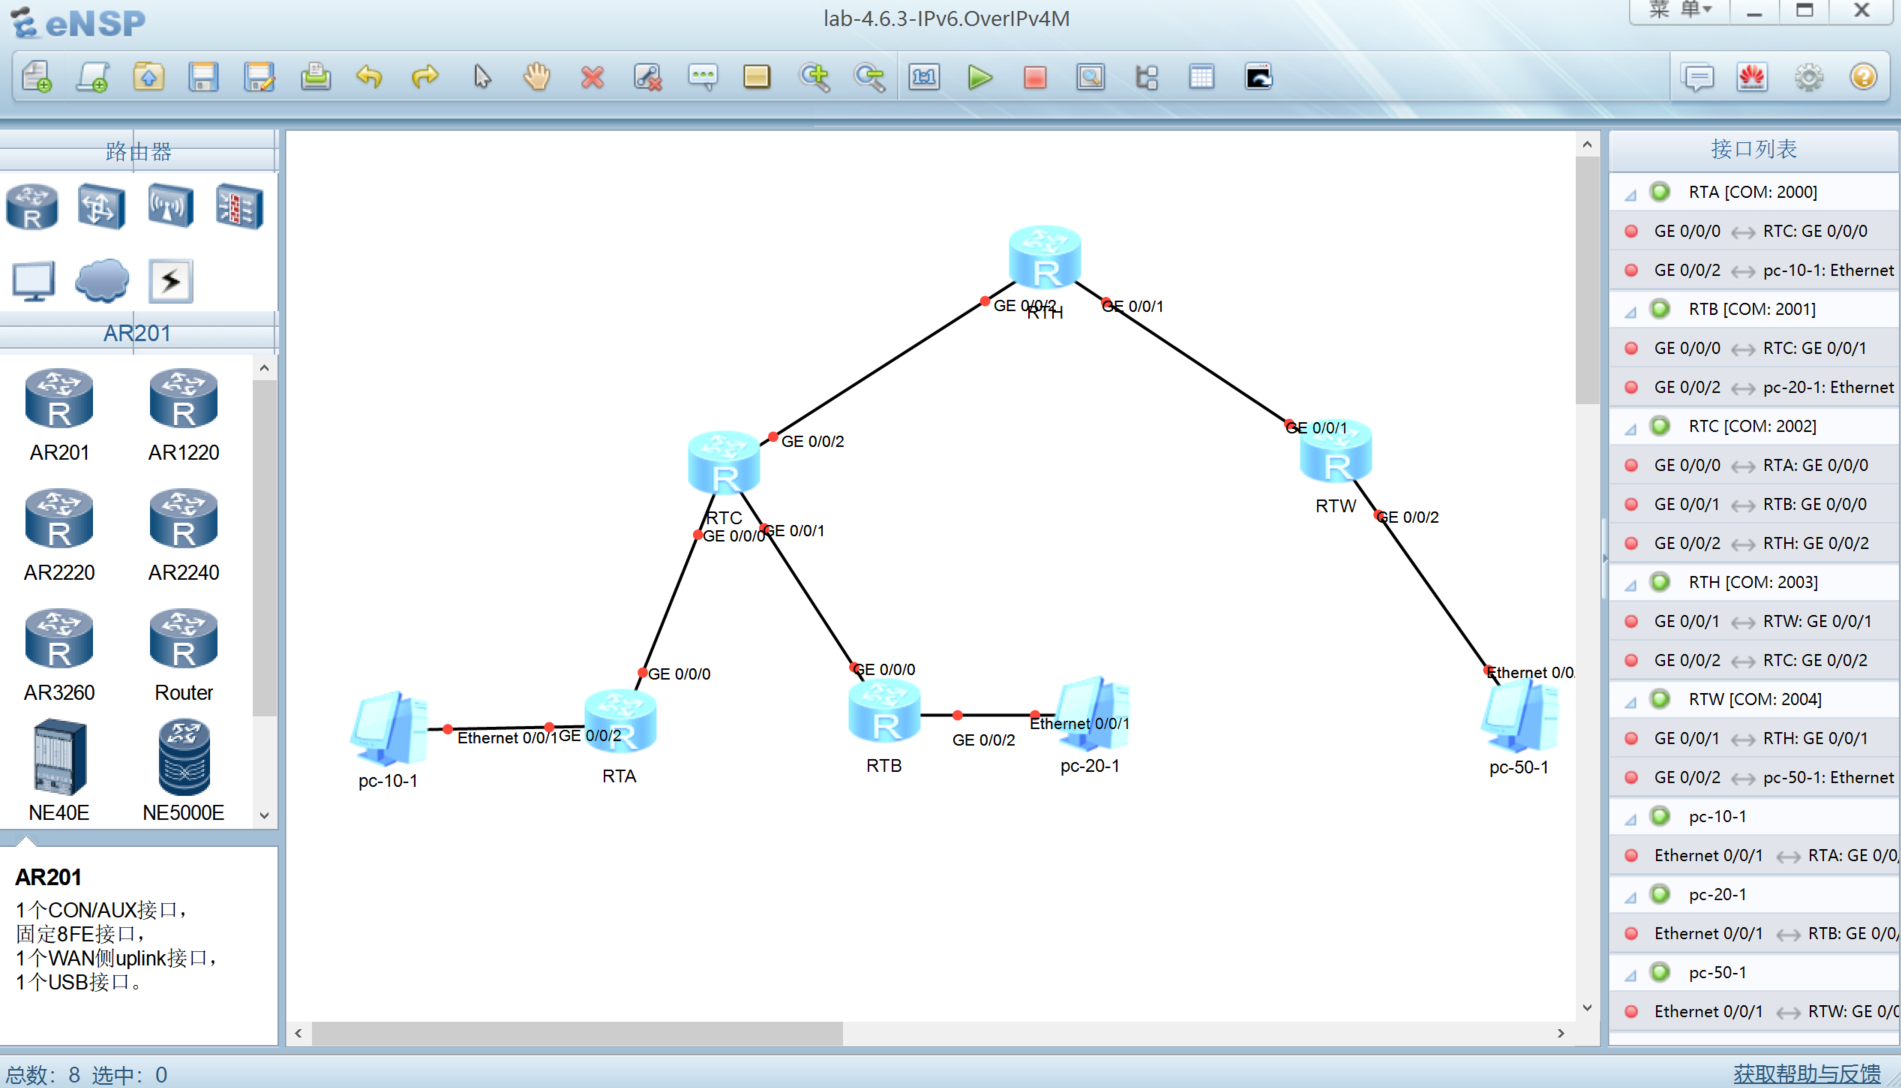 eNSP
lab-4.6.3-IPv6.OverIPv4M
菜 单
路由器
AR201
AR201
AR1220
AR2220
AR2240
AR3260
Router
NE40E
NE5000E
AR201
1个CON/AUX接口，
固定8FE接口，
1个WAN侧uplink接口，
1个USB接口。
GE 0/0/2
RTH
GE 0/0/1
GE 0/0/2
GE 0/0/1
RTC
RTW
GE 0/0/0
GE 0/0/1
GE 0/0/2
GE 0/0/0
GE 0/0/0
Ethernet 0/0
Ethernet 0/0/1
GE 0/0/2
GE 0/0/2
Ethernet 0/0/1
pc-10-1
RTA
RTB
pc-20-1
pc-50-1
接口列表
RTA [COM: 2000]
GE 0/0/0 RTC: GE 0/0/0
GE 0/0/2 pc-10-1: Ethernet
RTB [COM: 2001]
GE 0/0/0 RTC: GE 0/0/1
GE 0/0/2 pc-20-1: Ethernet
RTC [COM: 2002]
GE 0/0/0 RTA: GE 0/0/0
GE 0/0/1 RTB: GE 0/0/0
GE 0/0/2 RTH: GE 0/0/2
RTH [COM: 2003]
GE 0/0/1 RTW: GE 0/0/1
GE 0/0/2 RTC: GE 0/0/2
RTW [COM: 2004]
GE 0/0/1 RTH: GE 0/0/1
GE 0/0/2 pc-50-1: Ethernet
pc-10-1
Ethernet 0/0/1 RTA: GE 0/0
pc-20-1
Ethernet 0/0/1 RTB: GE 0/0
pc-50-1
Ethernet 0/0/1 RTW: GE 0/0
总数：8 选中：0
获取帮助与反馈